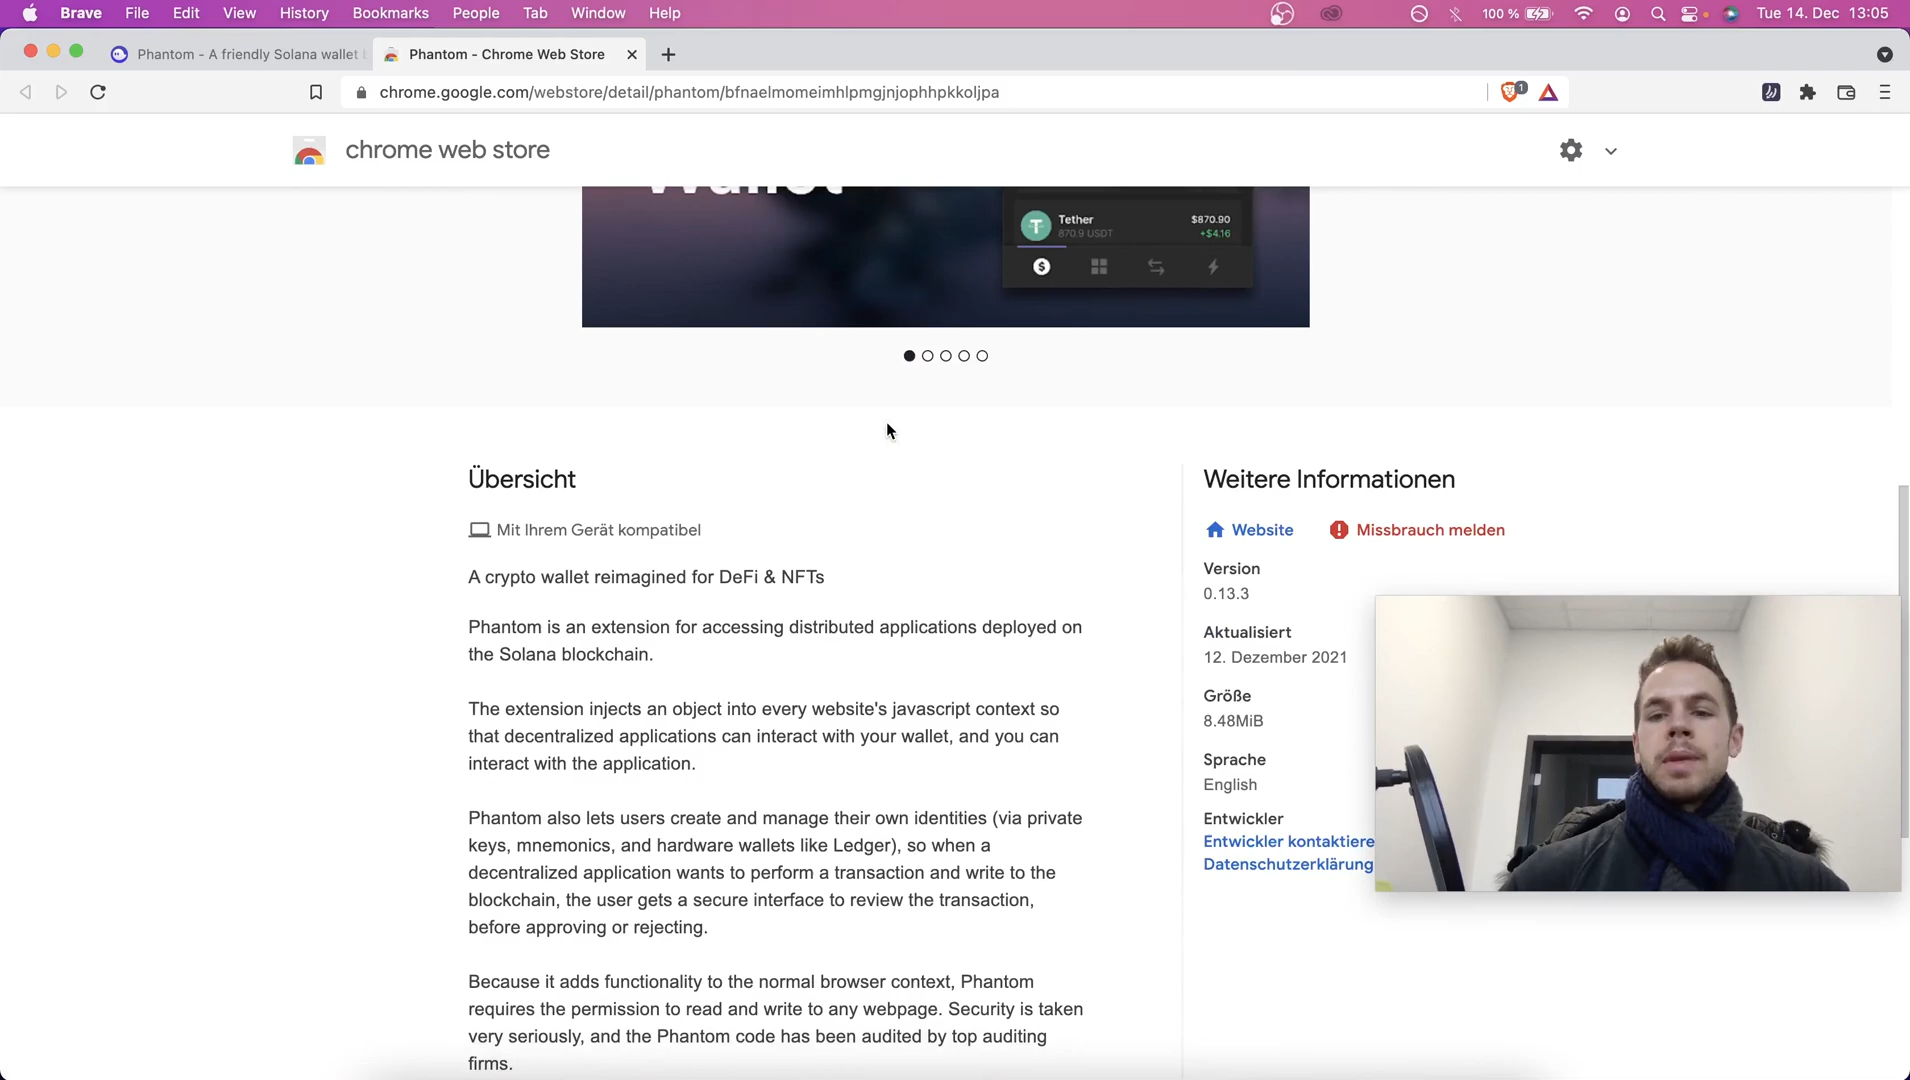 Brave File Edit View History Bookmarks People Tab Window Help 100 % Tue 14. Dec 13:05
Phantom - A friendly Solana wallet Phantom - Chrome Web Store
chrome.google.com/webstore/detail/phantom/bfnaelmomeimhlpmgjnjophhpkkoljpa 1
chrome web store
Wallet
Tether $870.90
870.9 USDT +$4.16
Übersicht
Mit Ihrem Gerät kompatibel
A crypto wallet reimagined for DeFi & NFTs
Phantom is an extension for accessing distributed applications deployed on
the Solana blockchain.
The extension injects an object into every website's javascript context so
that decentralized applications can interact with your wallet, and you can
interact with the application.
Phantom also lets users create and manage their own identities (via private
keys, mnemonics, and hardware wallets like Ledger), so when a
decentralized application wants to perform a transaction and write to the
blockchain, the user gets a secure interface to review the transaction,
before approving or rejecting.
Because it adds functionality to the normal browser context, Phantom
requires the permission to read and write to any webpage. Security is taken
very seriously, and the Phantom code has been audited by top auditing
firms.
Weitere Informationen
Website Missbrauch melden
Version
0.13.3
Aktualisiert
12. Dezember 2021
Größe
8.48MiB
Sprache
English
Entwickler
Entwickler kontaktiere
Datenschutzerklärung